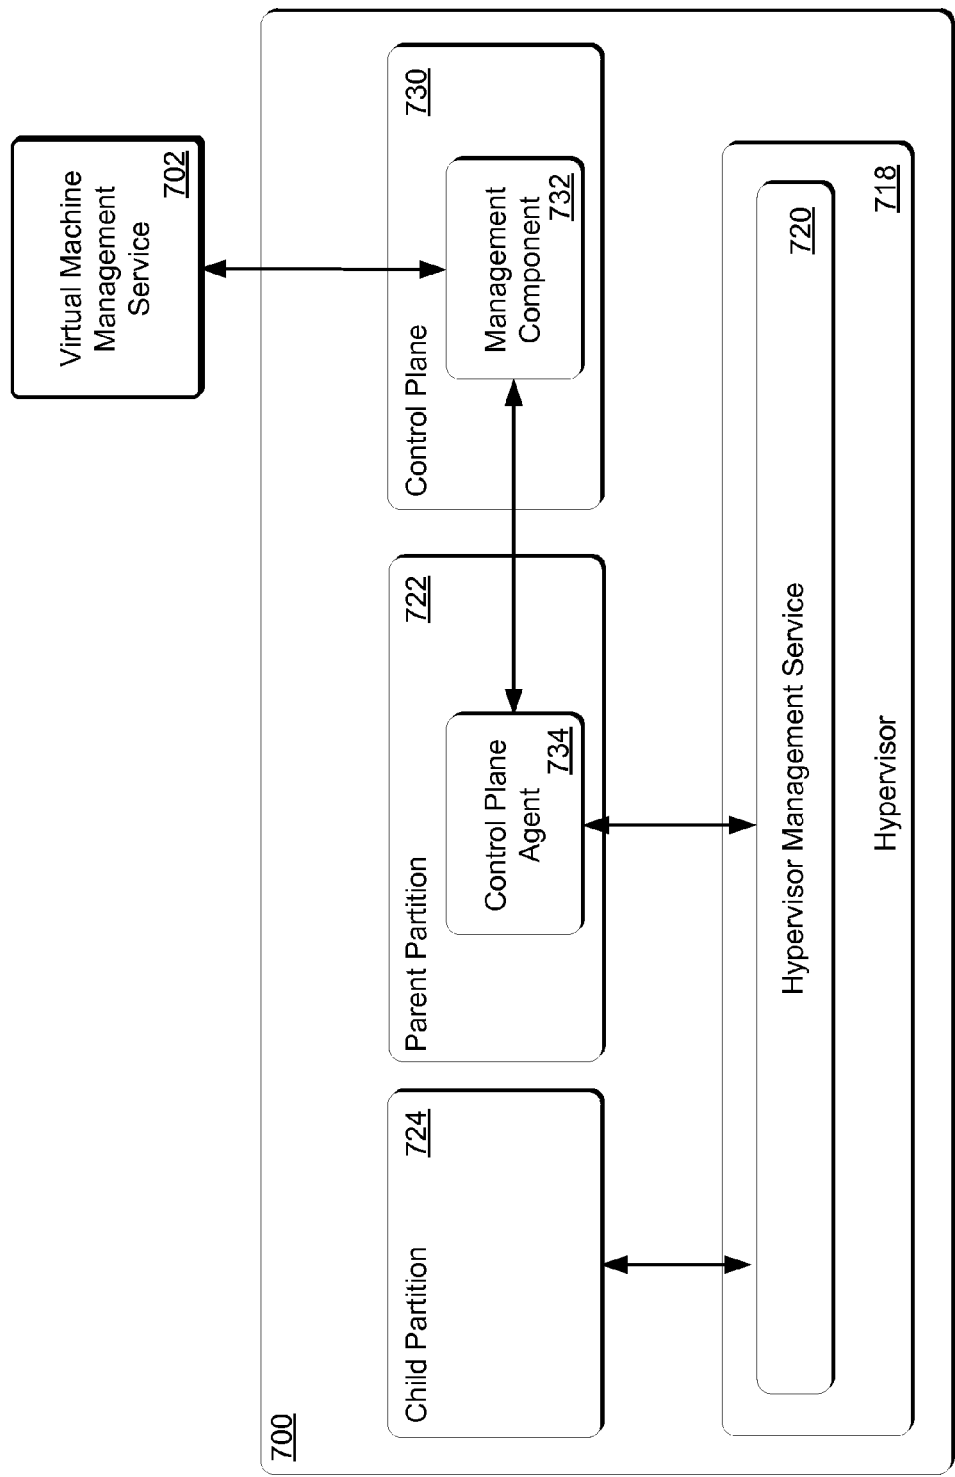 Virtual Machine
Management
Service
702
700
Child Partition
724
Parent Partition
722
Control Plane
Agent
734
Control Plane
730
Management
Component
732
Hypervisor Management Service
720
Hypervisor
718